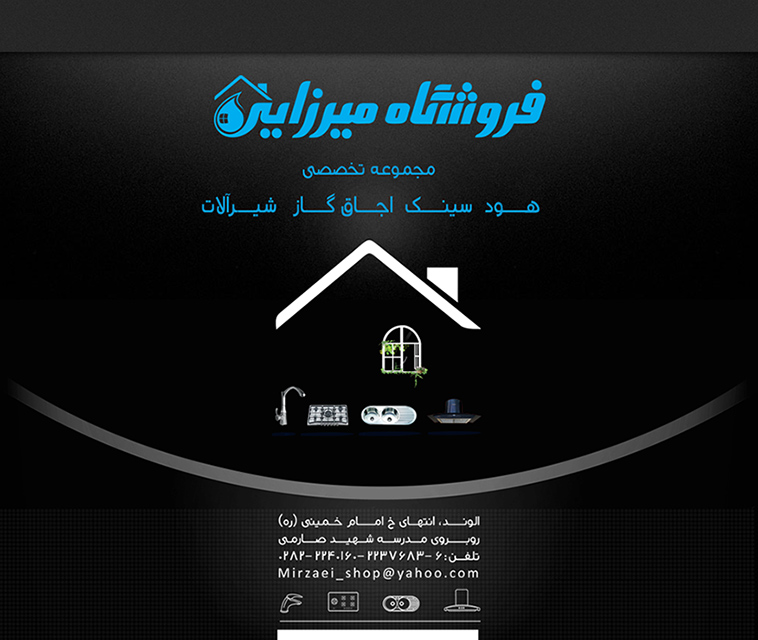 فروشگاه میرزایی
مجموعه تخصصی
هود سینک اجاق گاز شیرآلات
الوند، انتهای خ امام خمینی (ره)
روبروی مدرسه شهید صارمی
تلفن: ۶-۲۲۳۷۶۸۳-۲۲۴۰۱۶۰-۰۲۸۲
Mirzaei_shop@yahoo.com